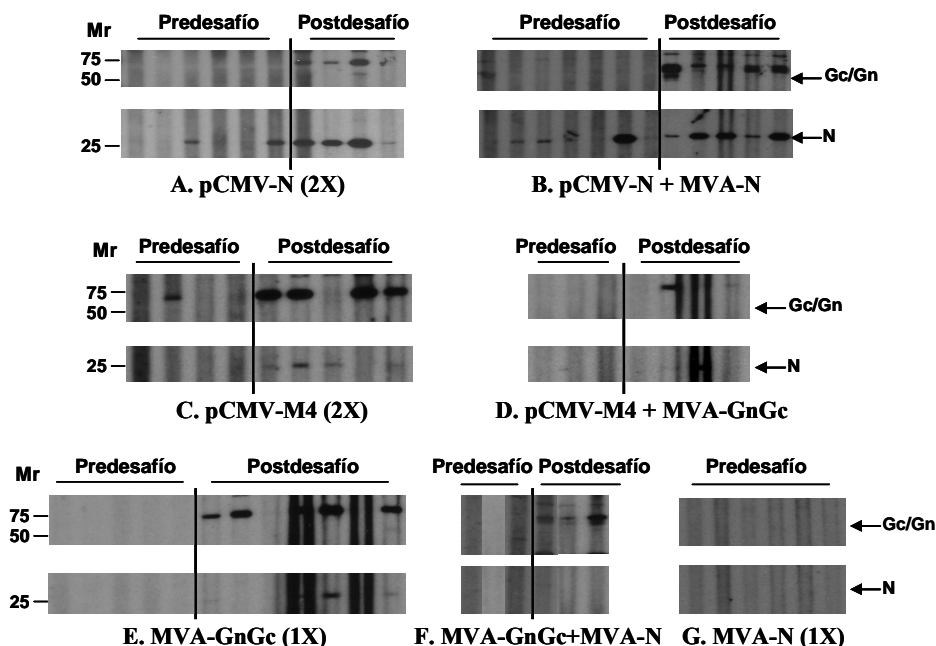 Mr Predesafío Postdesafío Predesafío Postdesafío
75
50
Gc/Gn
25
N
A. pCMV-N (2X)
B. pCMV-N + MVA-N
Mr Predesafío Postdesafío Predesafío Postdesafío
75
50
Gc/Gn
25
N
C. pCMV-M4 (2X)
D. pCMV-M4 + MVA-GnGc
Mr Predesafío Postdesafío Predesafío Postdesafío Predesafío
75
50
Gc/Gn
25
N
E. MVA-GnGc (1X)
F. MVA-GnGc+MVA-N
G. MVA-N (1X)